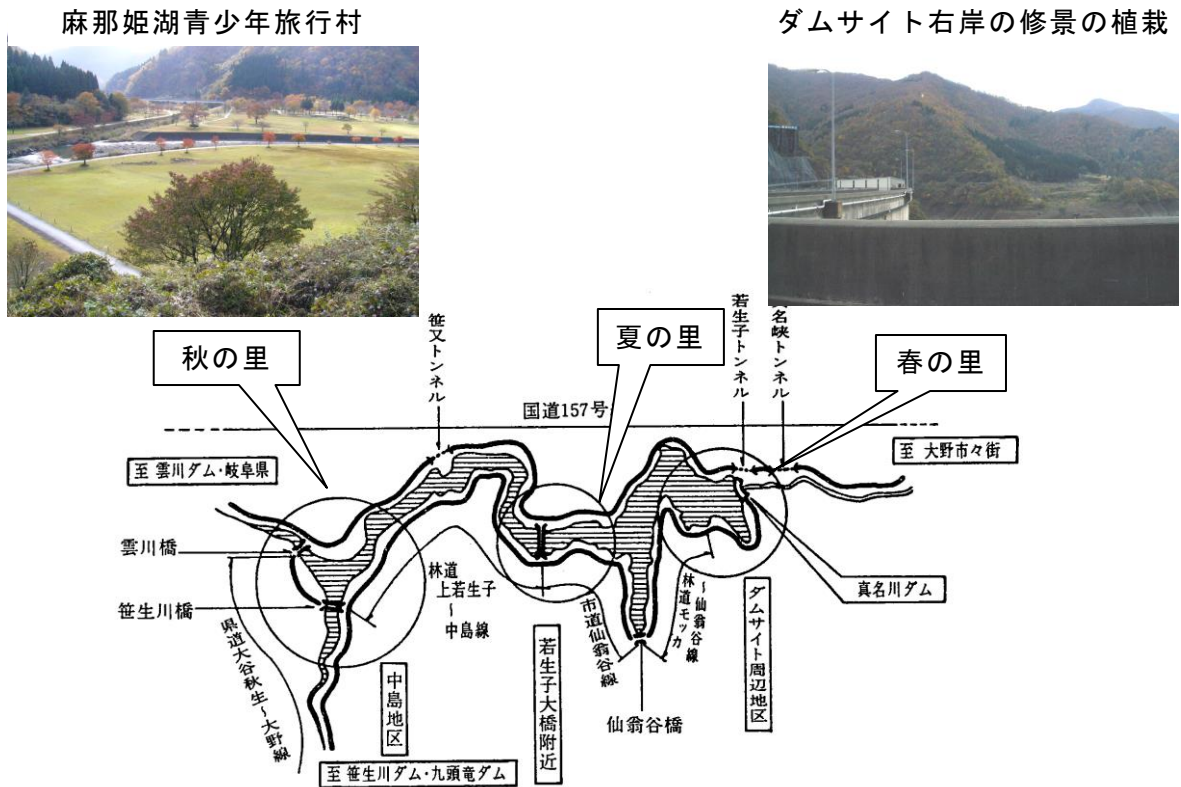 麻那姫湖青少年旅行村
ダムサイト右岸の修景の植栽
秋の里
夏の里
春の里
笹又トンネル
若生子トンネル
名峡トンネル
国道157号
至 雲川ダム・岐阜県
至 大野市々街
雲川橋
笹生川橋
県道大谷秋生～大野線
林道
上若生子
～
中島線
中島地区
若生子大橋附近
市道仙翁谷線
林道モッカ
～仙翁谷線
仙翁谷橋
ダムサイト周辺地区
真名川ダム
至 笹生川ダム・九頭竜ダム